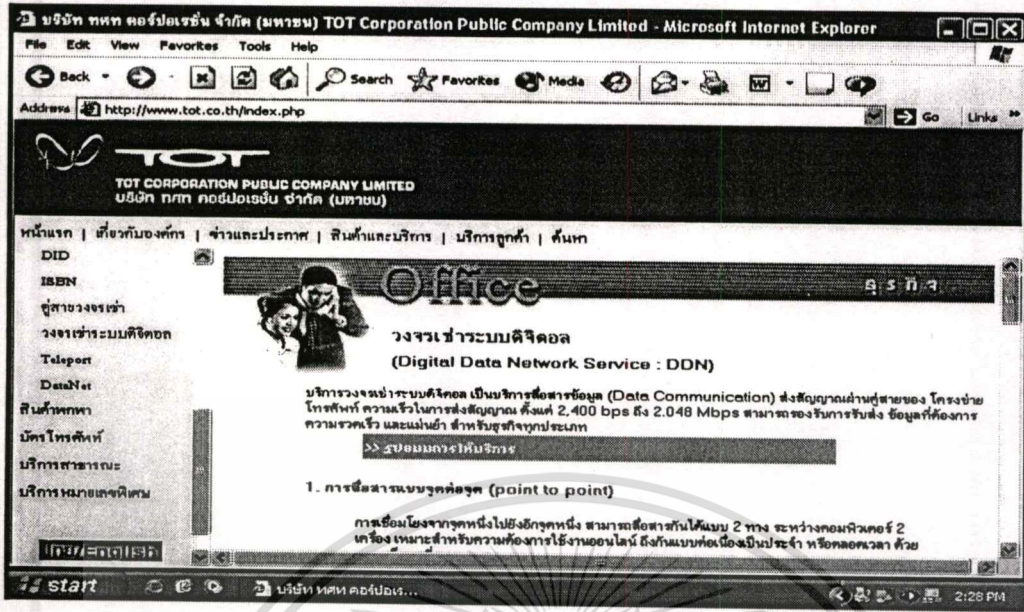 บริษัท ทศท คอร์ปอเรชั่น จำกัด (มหาชน) TOT Corporation Public Company Limited - Microsoft Internet Explorer
File Edit View Favorites Tools Help
Back Search Favorites Media
Address http://www.tot.co.th/index.php Go Links »
TOT
TOT CORPORATION PUBLIC COMPANY LIMITED
บริษัท ทศท คอร์ปอเรชั่น จำกัด (มหาชน)
หน้าแรก | เกี่ยวกับองค์กร | ข่าวและประกาศ | สินค้าและบริการ | บริการลูกค้า | ค้นหา
DID
ISBN
คู่สายวงจรเช่า
วงจรเช่าระบบดิจิตอล
Teleport
DataNet
สินค้าพกพา
บัตรโทรศัพท์
บริการสาธารณะ
บริการหมายเลขพิเศษ
ไทย/English
Office
ธุรกิจ
วงจรเช่าระบบดิจิตอล
(Digital Data Network Service : DDN)
บริการวงจรเช่าระบบดิจิตอล เป็นบริการสื่อสารข้อมูล (Data Communication) ส่งสัญญาณผ่านคู่สายของ โครงข่าย
โทรศัพท์ ความเร็วในการส่งสัญญาณ ตั้งแต่ 2,400 bps ถึง 2.048 Mbps สามารถรองรับการรับส่ง ข้อมูลที่ต้องการ
ความรวดเร็ว และแม่นยำ สำหรับธุรกิจทุกประเภท
>> รูปแบบการให้บริการ
1. การสื่อสารแบบจุดต่อจุด (point to point)
การเชื่อมโยงจากจุดหนึ่งไปยังอีกจุดหนึ่ง สามารถสื่อสารกันได้แบบ 2 ทาง ระหว่างคอมพิวเตอร์ 2
เครื่อง เหมาะสำหรับความต้องการใช้งานออนไลน์ ถึงกันแบบต่อเนื่องเป็นประจำ หรือตลอดเวลา ด้วย
start บริษัท ทศท คอร์ปอเร... 2:28 PM